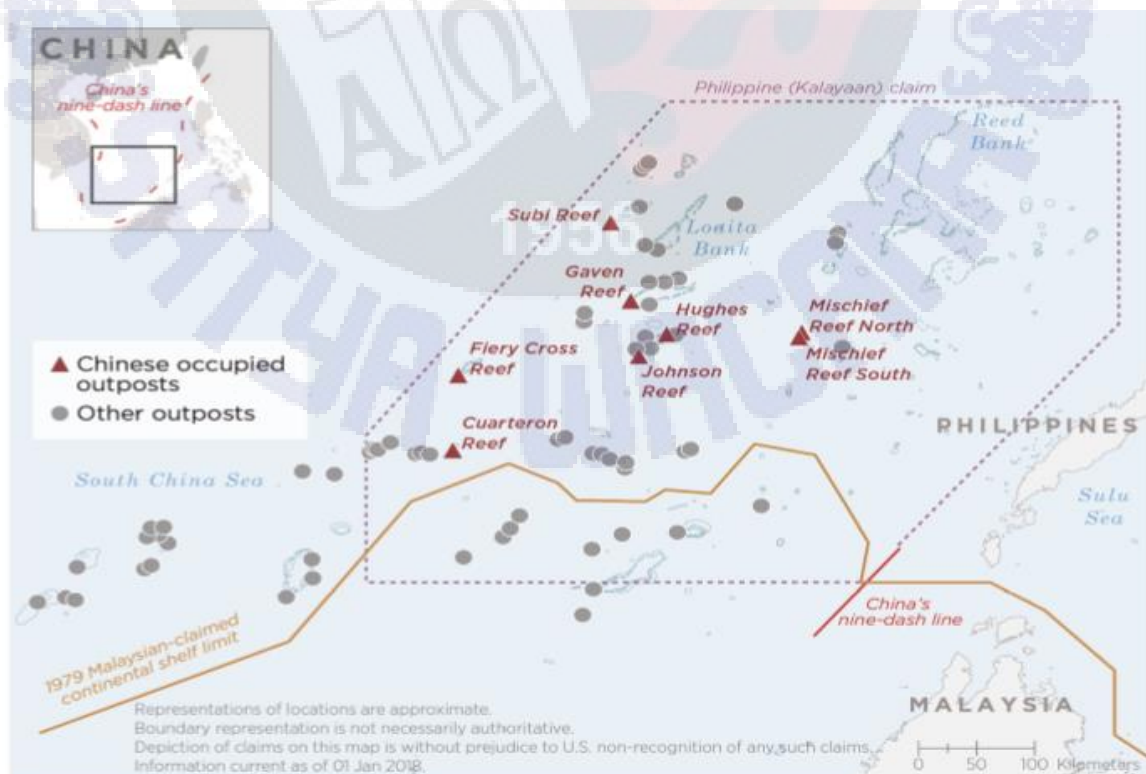 CHINA
China's
nine-dash line
Philippine (Kalayaan) claim
Reed
Bank
Subi Reef
1956
Loaita
Bank
Gaven
Reef
Hughes
Reef
Mischief
Reef North
Mischief
Reef South
Fiery Cross
Reef
Johnson
Reef
Chinese occupied
outposts
Other outposts
Cuarteron
Reef
PHILIPPINES
South China Sea
Sulu
Sea
China's
nine-dash line
1979 Malaysian-claimed
continental shelf limit
MALAYSIA
Representations of locations are approximate.
Boundary representation is not necessarily authoritative.
Depiction of claims on this map is without prejudice to U.S. non-recognition of any such claims.
Information current as of 01 Jan 2018.
0 50 100 Kilometers
ΑΩ
SATYA WACANA